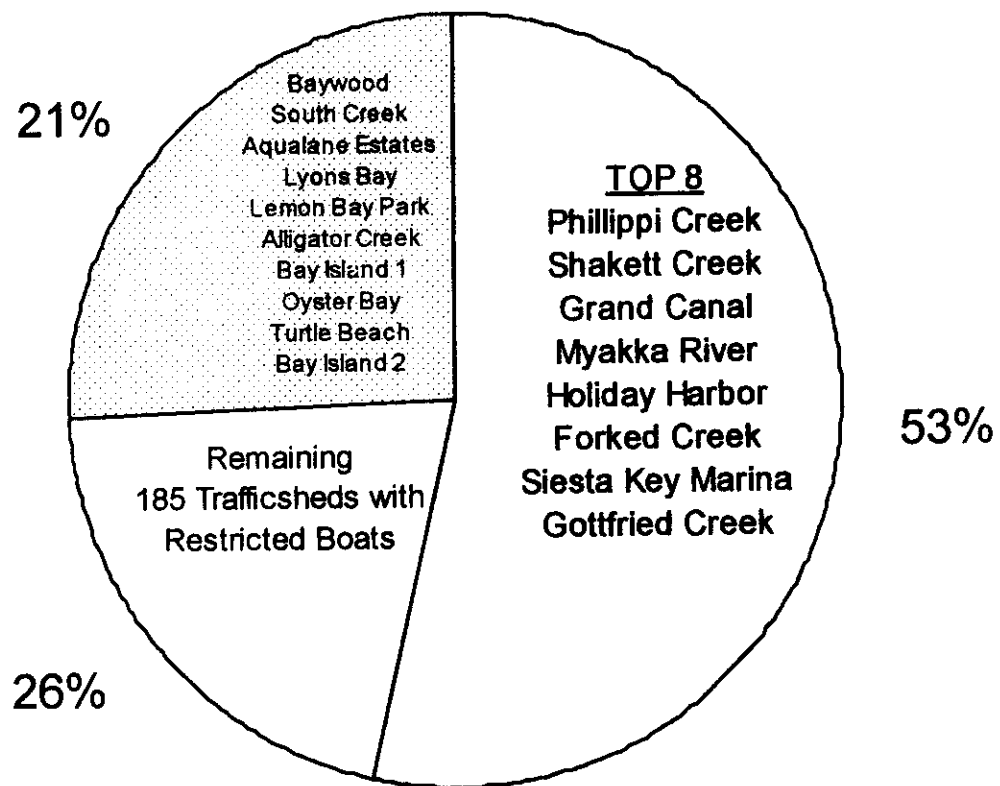 21%
Baywood
South Creek
Aqualane Estates
Lyons Bay
Lemon Bay Park
Alligator Creek
Bay Island 1
Oyster Bay
Turtle Beach
Bay Island 2
TOP 8
Phillippi Creek
Shakett Creek
Grand Canal
Myakka River
Holiday Harbor
Forked Creek
Siesta Key Marina
Gottfried Creek
53%
Remaining
185 Trafficsheds with
Restricted Boats
26%